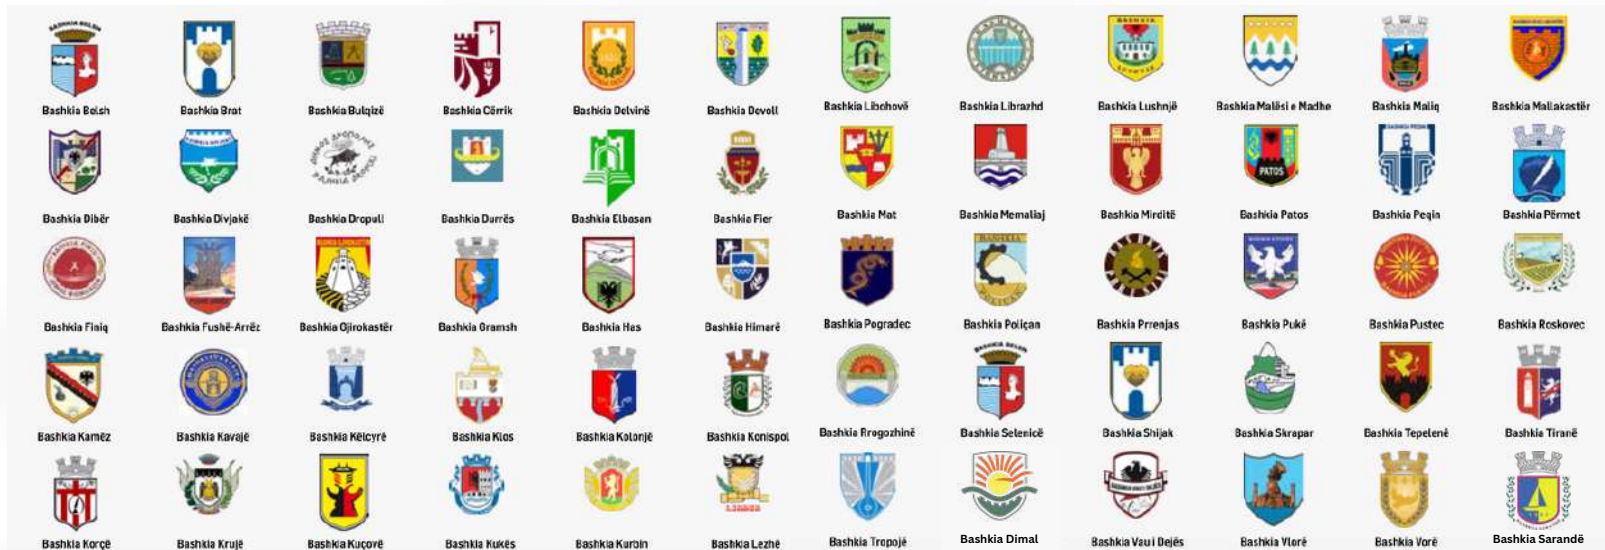 Bashkia Belsh Bashkia Brat Bashkia Bulqizë Bashkia Cërrik Bashkia Delvinë Bashkia Devoll Bashkia Libohovë Bashkia Librazhd Bashkia Lushnjë Bashkia Malësi e Madhe Bashkia Maliq Bashkia Mallakastër
PATOS
Bashkia Dibër Bashkia Divjakë Bashkia Dropull Bashkia Durrës Bashkia Elbasan Bashkia Fier Bashkia Mat Bashkia Memaliaj Bashkia Mirditë Bashkia Patos Bashkia Peqin Bashkia Përmet
Bashkia Finiq Bashkia Fushë-Arrëz Bashkia Gjirokastër Bashkia Gramsh Bashkia Has Bashkia Himarë Bashkia Pogradec Bashkia Poliçan Bashkia Prrenjas Bashkia Pukë Bashkia Pustec Bashkia Roskovec
BASHKIA BELSH
Bashkia Kamëz Bashkia Kavajë Bashkia Këlcyrë Bashkia Klos Bashkia Kolonjë Bashkia Konispol Bashkia Rrogozhinë Bashkia Selenicë Bashkia Shijak Bashkia Skrapar Bashkia Tepelenë Bashkia Tiranë
Bashkia Korçë Bashkia Krujë Bashkia Kuçovë Bashkia Kukës Bashkia Kurbin Bashkia Lezhë Bashkia Tropojë Bashkia Dimal Bashkia Vau i Dejës Bashkia Vlorë Bashkia Vorë Bashkia Sarandë